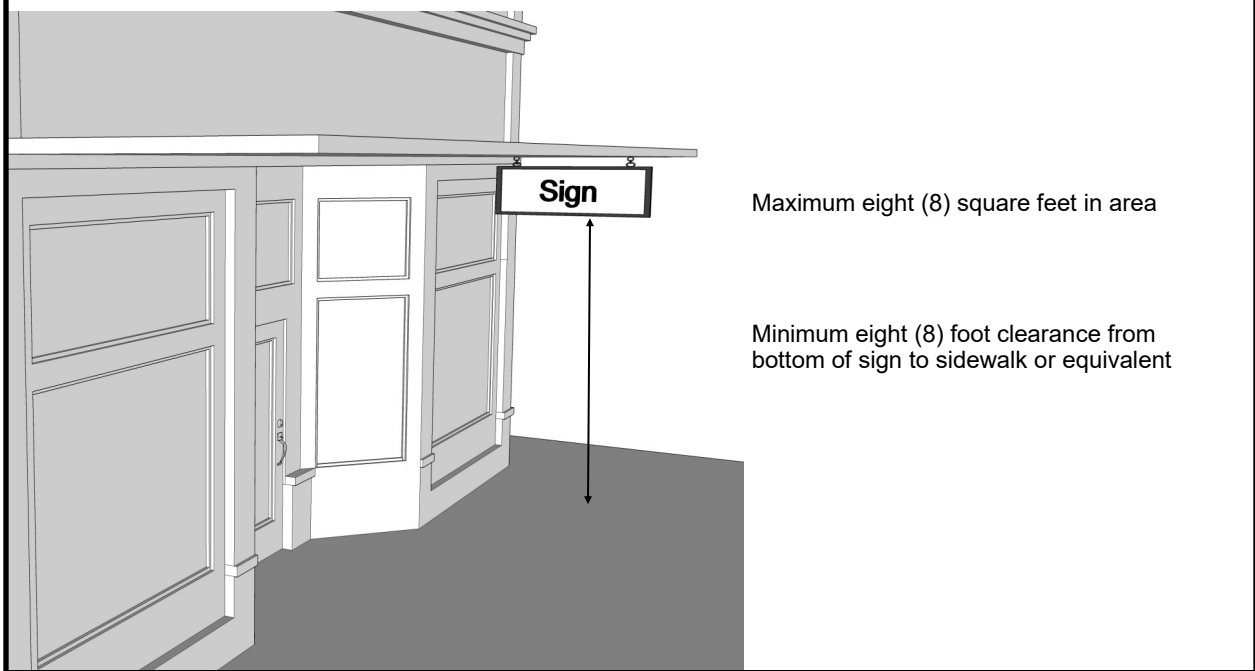 Sign
Maximum eight (8) square feet in area
Minimum eight (8) foot clearance from
bottom of sign to sidewalk or equivalent